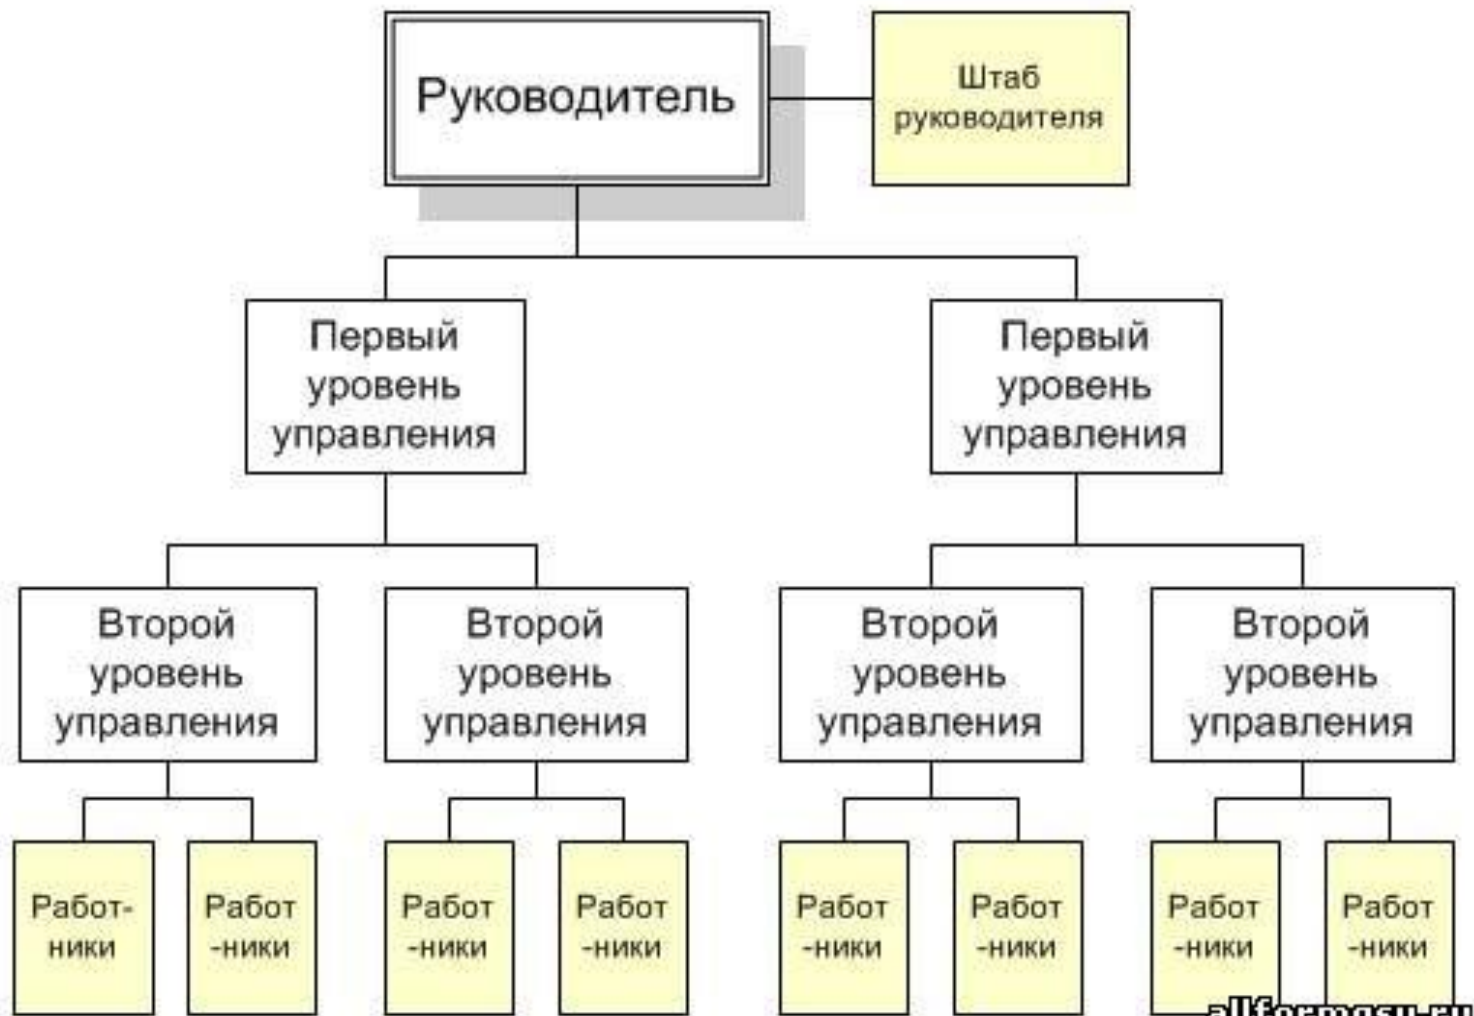 Руководитель
Штаб
руководителя
Первый
уровень
управления
Первый
уровень
управления
Второй
уровень
управления
Второй
уровень
управления
Второй
уровень
управления
Второй
уровень
управления
Работ-
ники
Работ
-ники
Работ
-ники
Работ
-ники
Работ
-ники
Работ
-ники
Работ
-ники
Работ
-ники